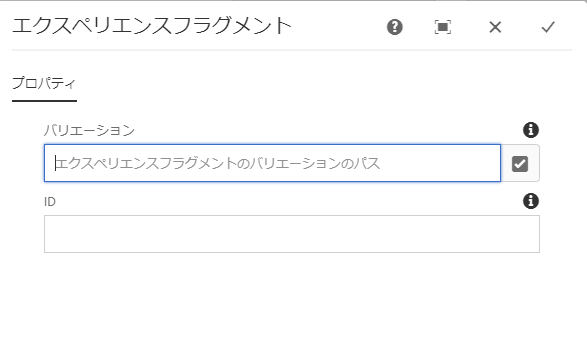 エクスペリエンスフラグメント
プロパティ
バリエーション
エクスペリエンスフラグメントのバリエーションのパス
ID